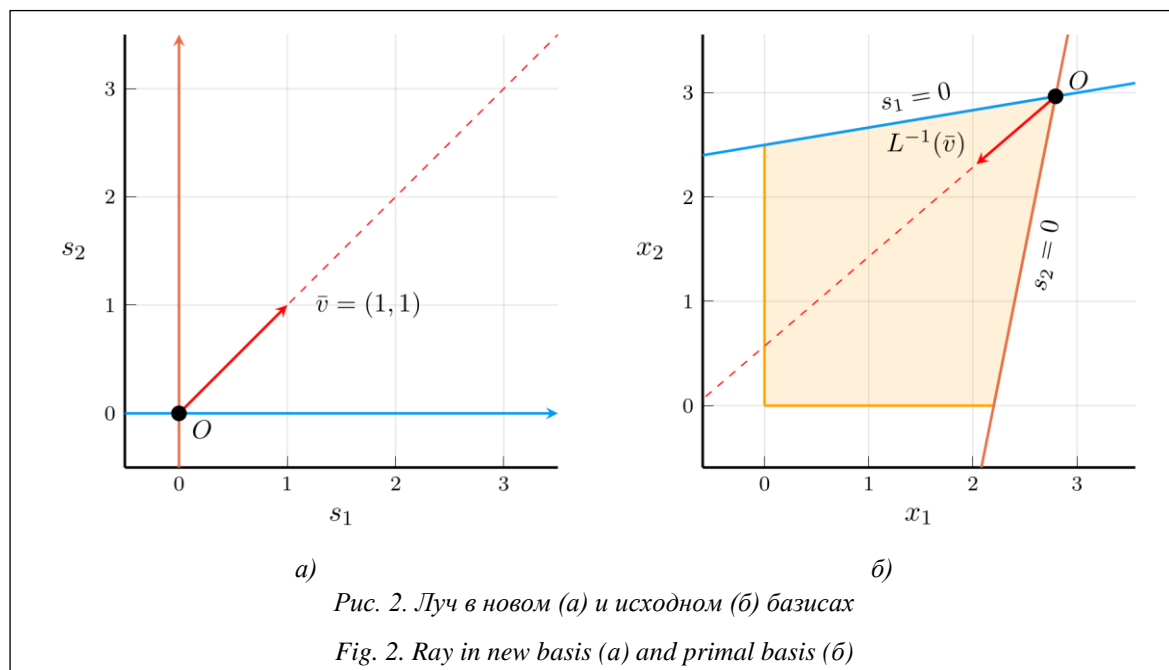 3
2
1
0
s₂
v̄ = (1, 1)
O
0
1
2
3
s₁
3
2
1
0
x₂
s₁ = 0
O
L⁻¹(v̄)
s₂ = 0
0
1
2
3
x₁
а)
б)
Рис. 2. Луч в новом (а) и исходном (б) базисах
Fig. 2. Ray in new basis (a) and primal basis (б)